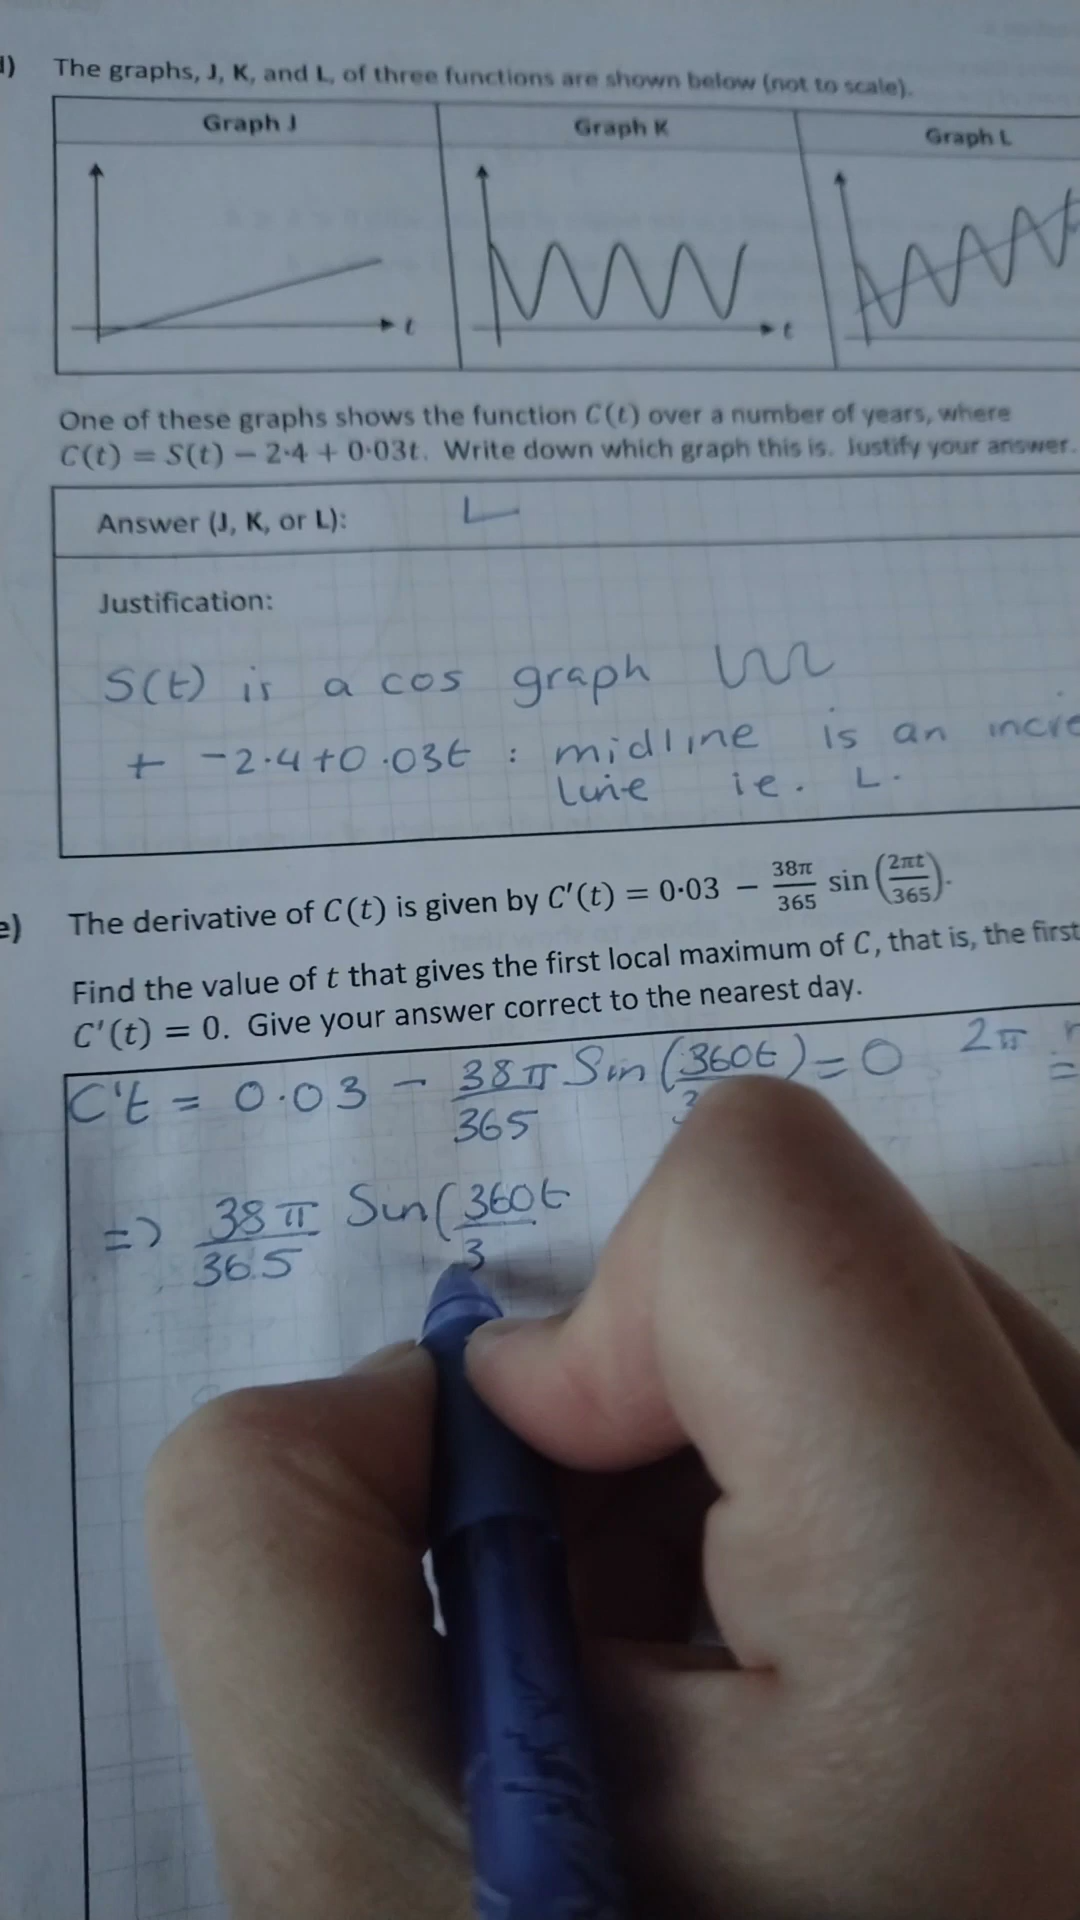 The graphs, J, K, and L, of three functions are shown below (not to scale).
Graph J
Graph K
Graph L
t
t
One of these graphs shows the function C(t) over a number of years, where
C(t) = S(t) − 2·4 + 0·03t. Write down which graph this is. Justify your answer.
Answer (J, K, or L): L
Justification:
S(t) is a cos graph
+ -2.4+0.03t : midline is an
line ie. L.
e) The derivative of C(t) is given by C′(t) = 0·03 − 38π/365 sin (2πt/365).
Find the value of t that gives the first local maximum of C, that is, the first
C′(t) = 0. Give your answer correct to the nearest day.
C't = 0.03 - 38π/365 Sin (360t/3 ) = 0 2π =
=> 38π/365 Sin ( 360t/3